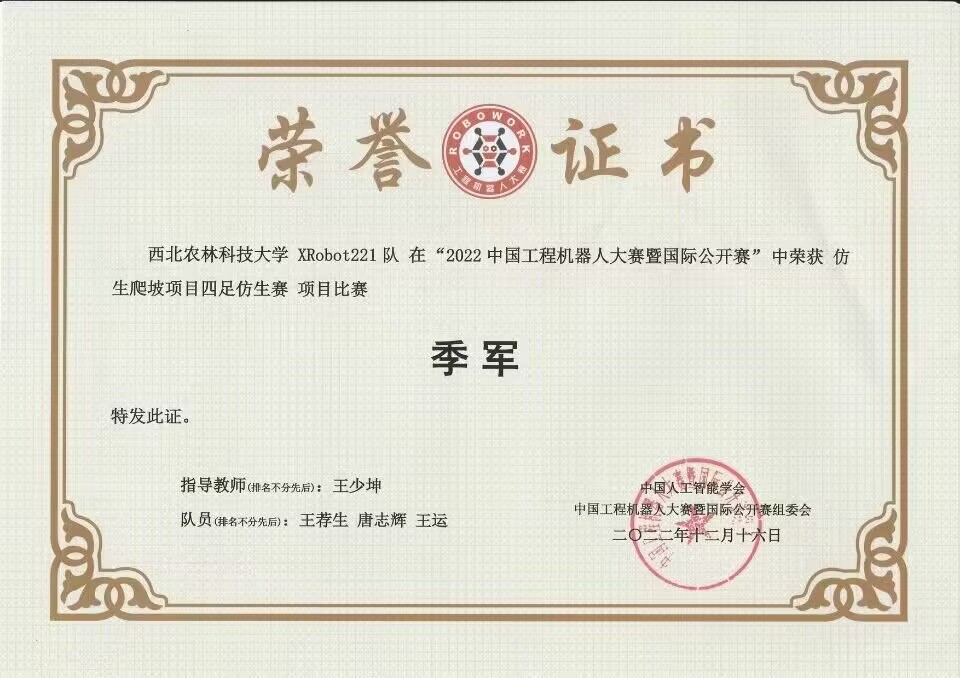 荣誉证书
ROBOWORK
工程机器人大赛
西北农林科技大学 XRobot221 队 在“2022 中国工程机器人大赛暨国际公开赛”中荣获 仿
生爬坡项目四足仿生赛 项目比赛
季军
特发此证。
指导教师(排名不分先后)：王少坤
队员(排名不分先后)：王荐生 唐志辉 王运
中国人工智能学会
中国工程机器人大赛暨国际公开赛组委会
二〇二二年十二月十六日